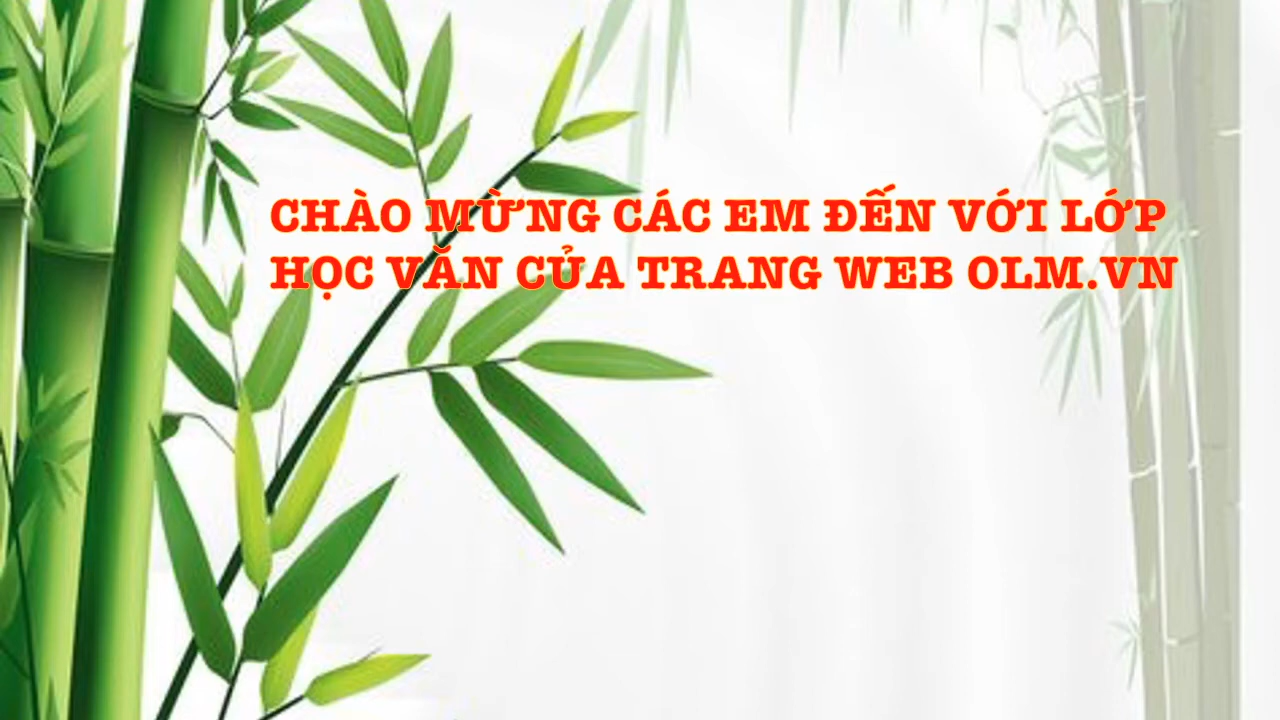 CHÀO MỪNG CÁC EM ĐẾN VỚI LỚP
HỌC VĂN CỦA TRANG WEB OLM.VN